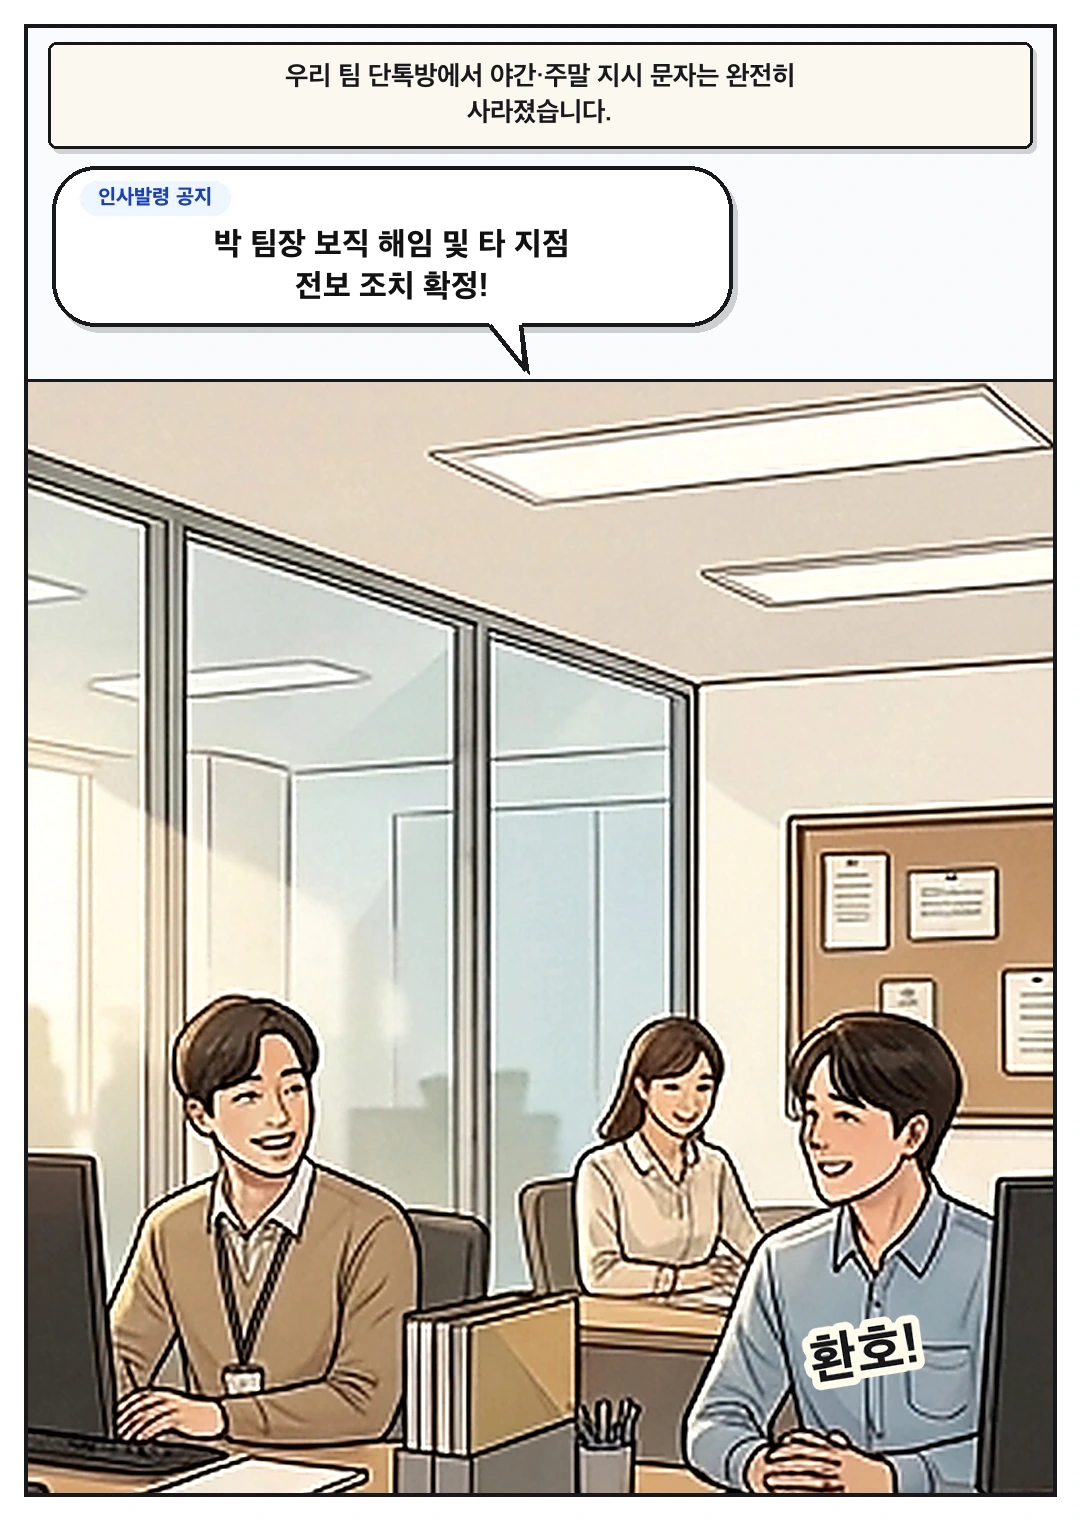 우리 팀 단톡방에서 야간·주말 지시 문자는 완전히
사라졌습니다.
인사발령 공지
박 팀장 보직 해임 및 타 지점
전보 조치 확정!
환호!